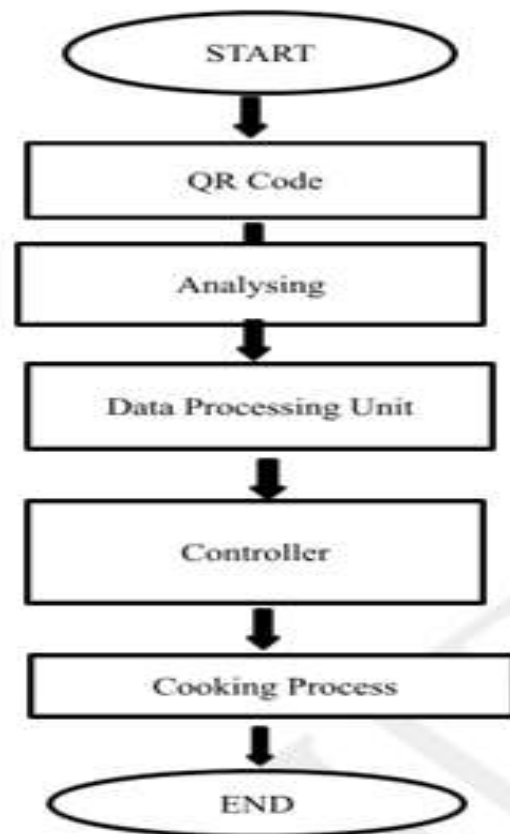 START
QR Code
Analysing
Data Processing Unit
Controller
Cooking Process
END